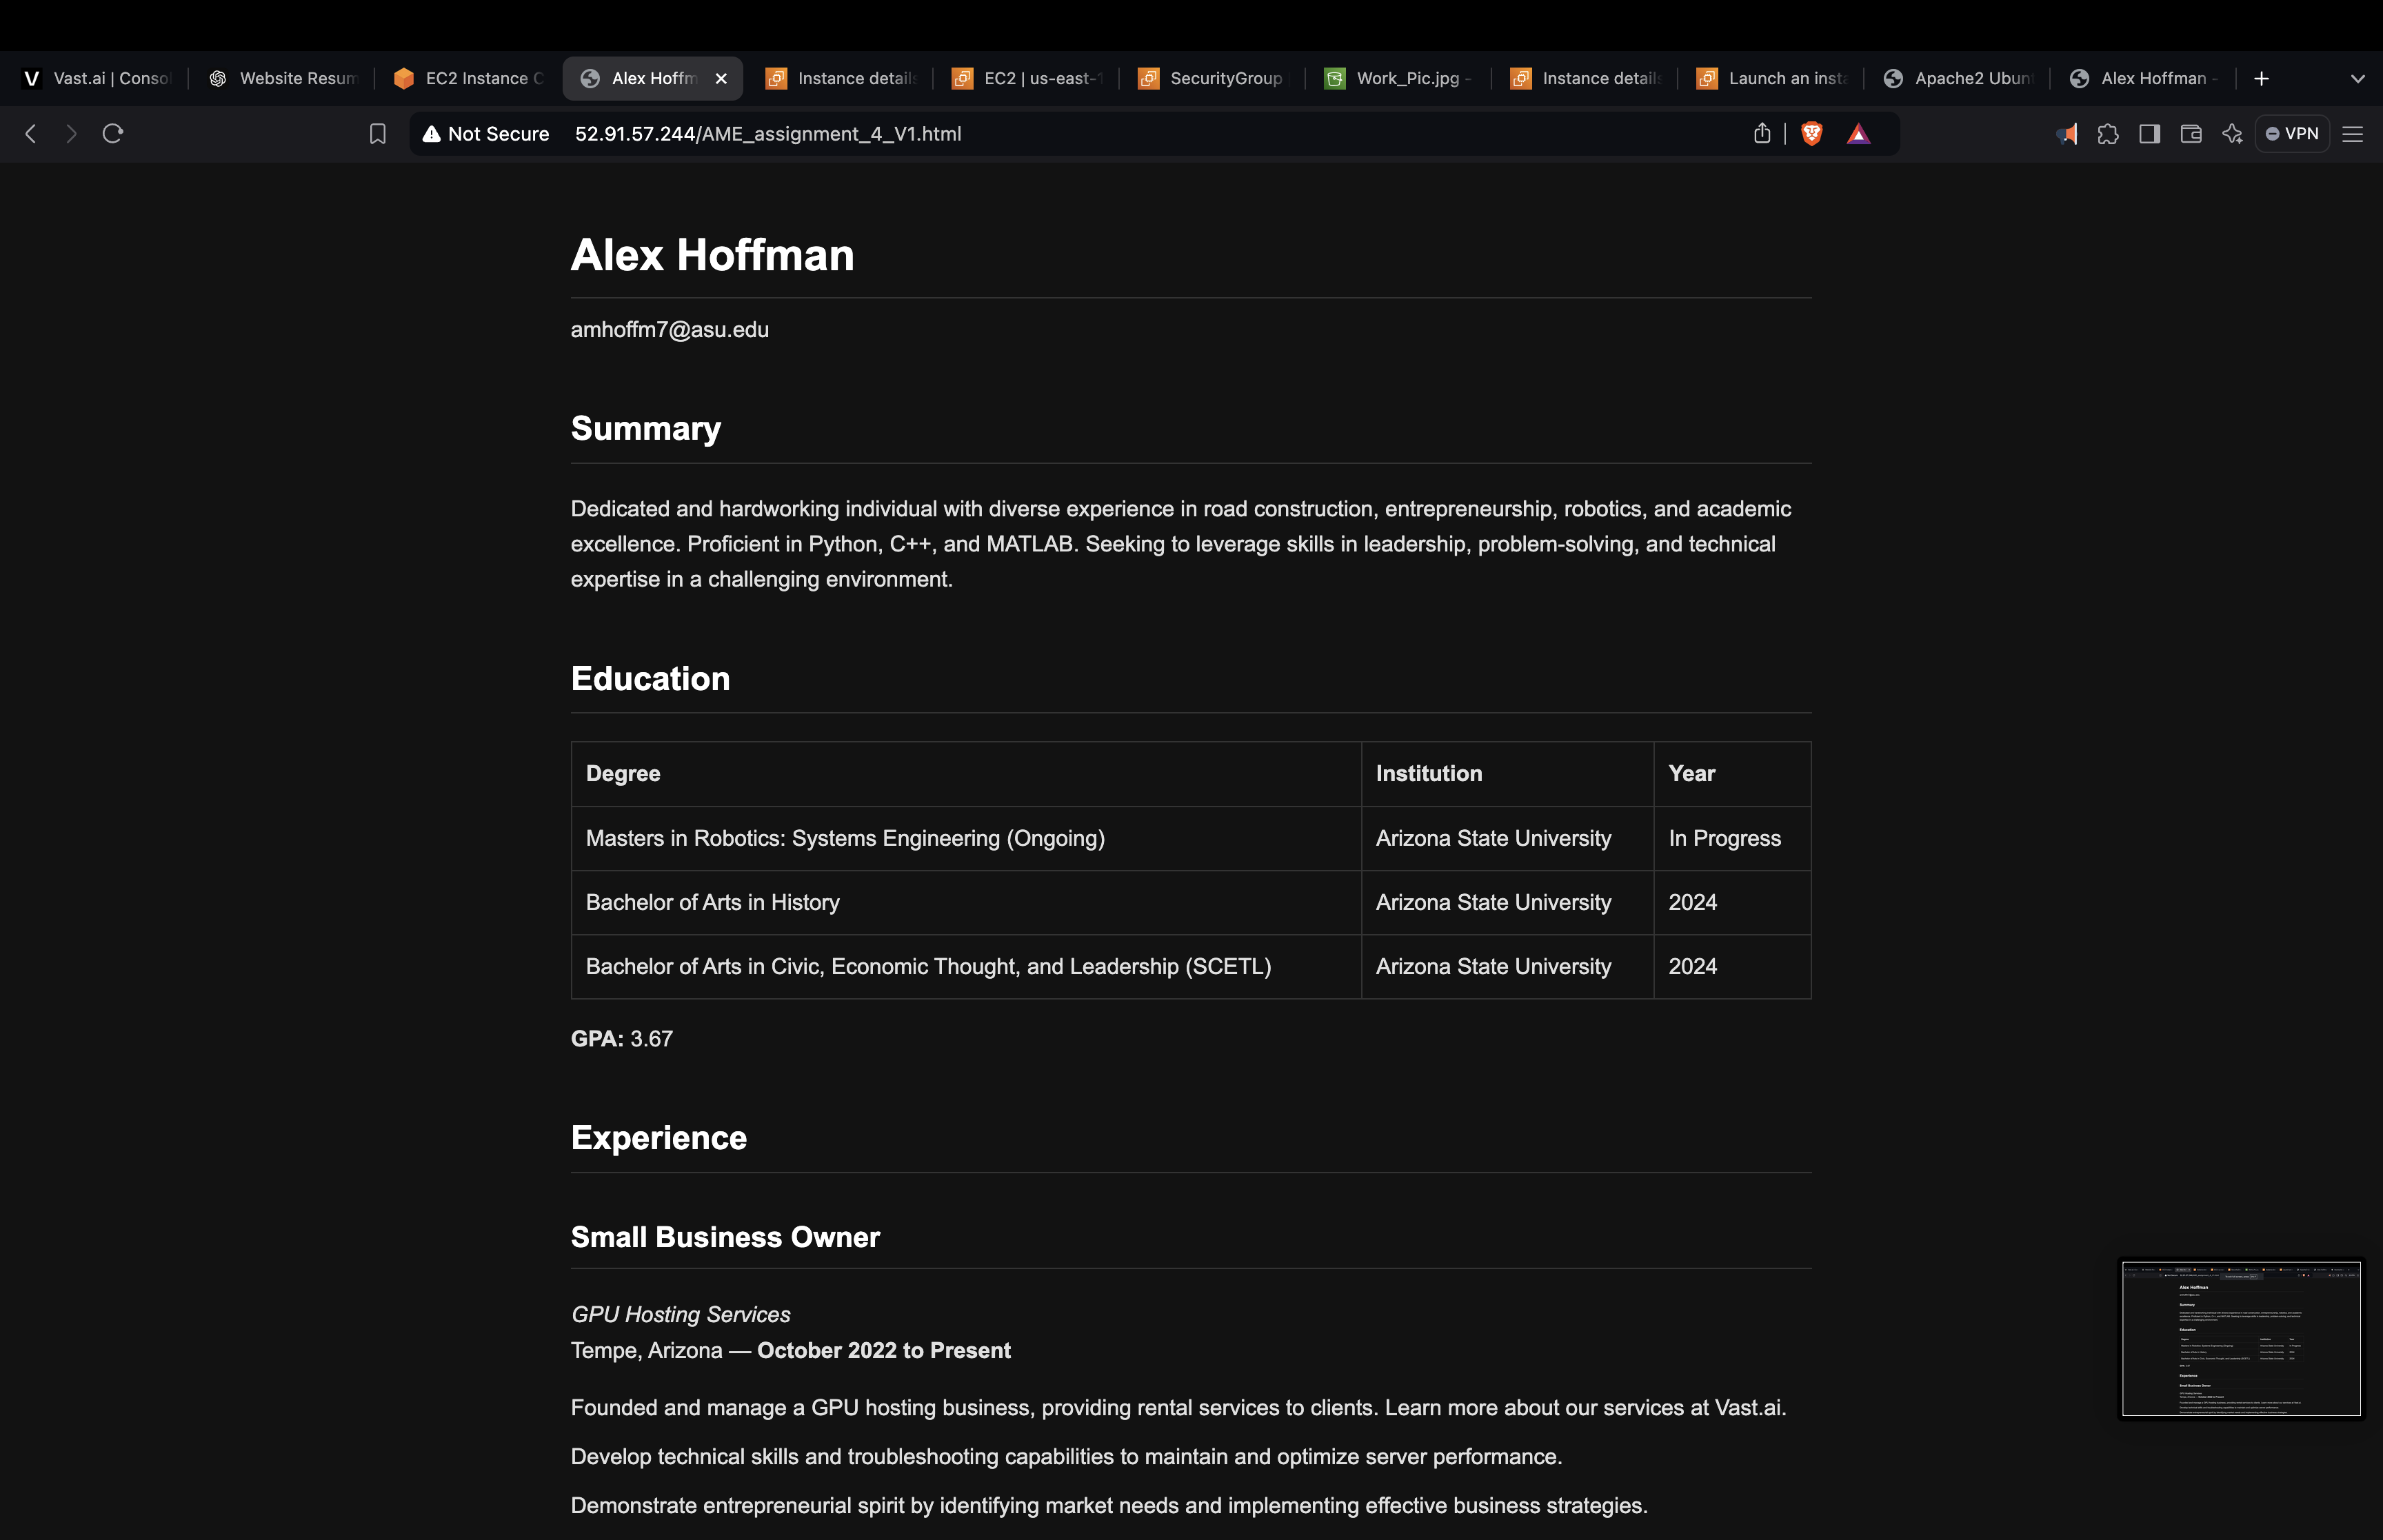 Vast.ai | Conso
Website Resum
EC2 Instance C
Alex Hoffm
Instance details
EC2 | us-east-1
SecurityGroup
Work_Pic.jpg -
Instance details
Launch an insta
Apache2 Ubun
Alex Hoffman -
Not Secure 52.91.57.244/AME_assignment_4_V1.html
VPN
Alex Hoffman
amhoffm7@asu.edu
Summary
Dedicated and hardworking individual with diverse experience in road construction, entrepreneurship, robotics, and academic
excellence. Proficient in Python, C++, and MATLAB. Seeking to leverage skills in leadership, problem-solving, and technical
expertise in a challenging environment.
Education
Degree Institution Year
Masters in Robotics: Systems Engineering (Ongoing) Arizona State University In Progress
Bachelor of Arts in History Arizona State University 2024
Bachelor of Arts in Civic, Economic Thought, and Leadership (SCETL) Arizona State University 2024
GPA: 3.67
Experience
Small Business Owner
GPU Hosting Services
Tempe, Arizona — October 2022 to Present
Founded and manage a GPU hosting business, providing rental services to clients. Learn more about our services at Vast.ai.
Develop technical skills and troubleshooting capabilities to maintain and optimize server performance.
Demonstrate entrepreneurial spirit by identifying market needs and implementing effective business strategies.
Alex Hoffman
Summary
Education
Experience
Small Business Owner